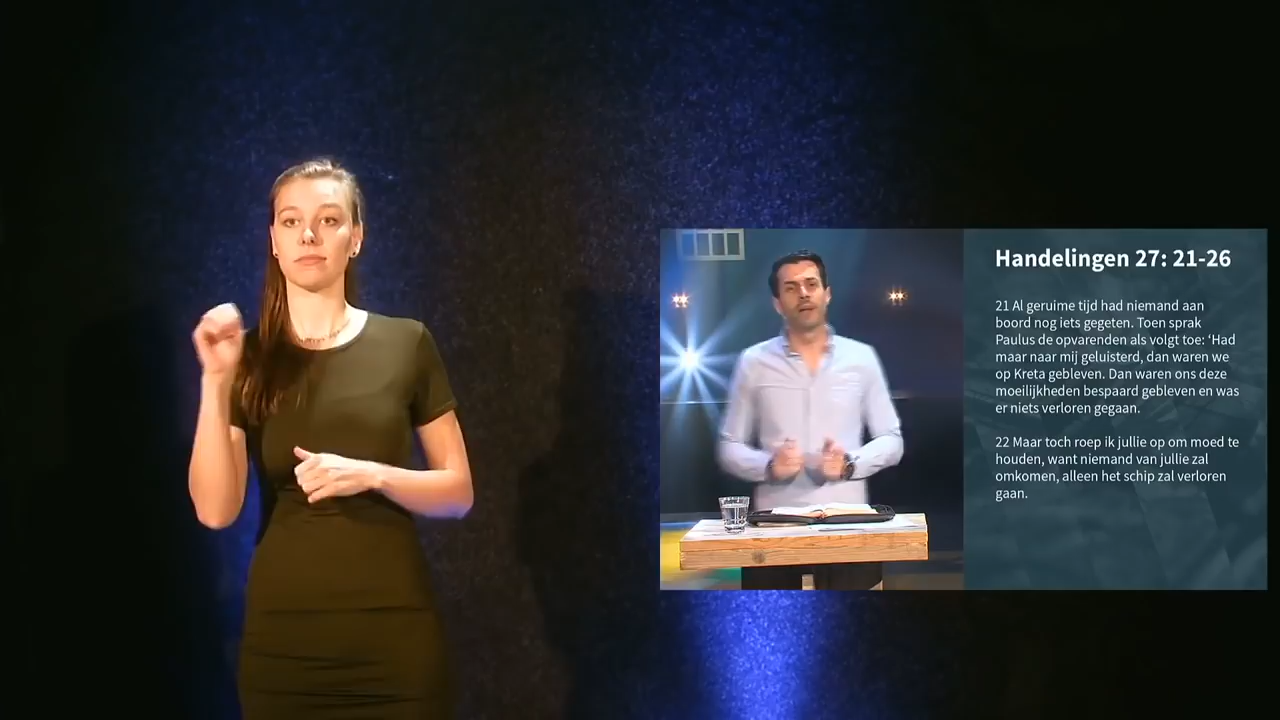 Handelingen 27: 21-26
21 Al geruime tijd had niemand aan
boord nog iets gegeten. Toen sprak
Paulus de opvarenden als volgt toe: ‘Had
maar naar mij geluisterd, dan waren we
op Kreta gebleven. Dan waren ons deze
moeilijkheden bespaard gebleven en was
er niets verloren gegaan.
22 Maar toch roep ik jullie op om moed te
houden, want niemand van jullie zal
omkomen, alleen het schip zal verloren
gaan.